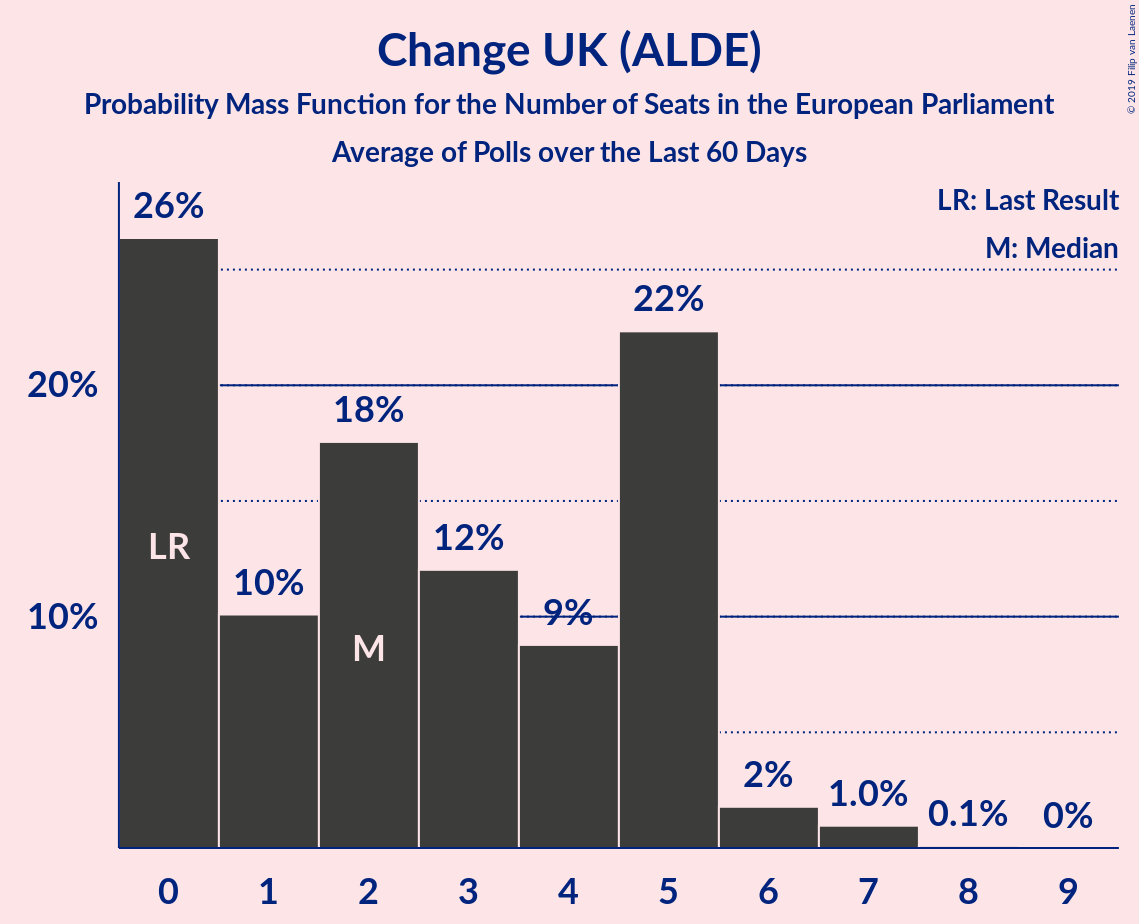 Change UK (ALDE)
Probability Mass Function for the Number of Seats in the European Parliament
Average of Polls over the Last 60 Days
© 2019 Filip van Laenen
LR: Last Result
M: Median
26%
22%
20%
18%
12%
10%
9%
10%
LR
M
2%
1.0%
0.1%
0%
0 1 2 3 4 5 6 7 8 9